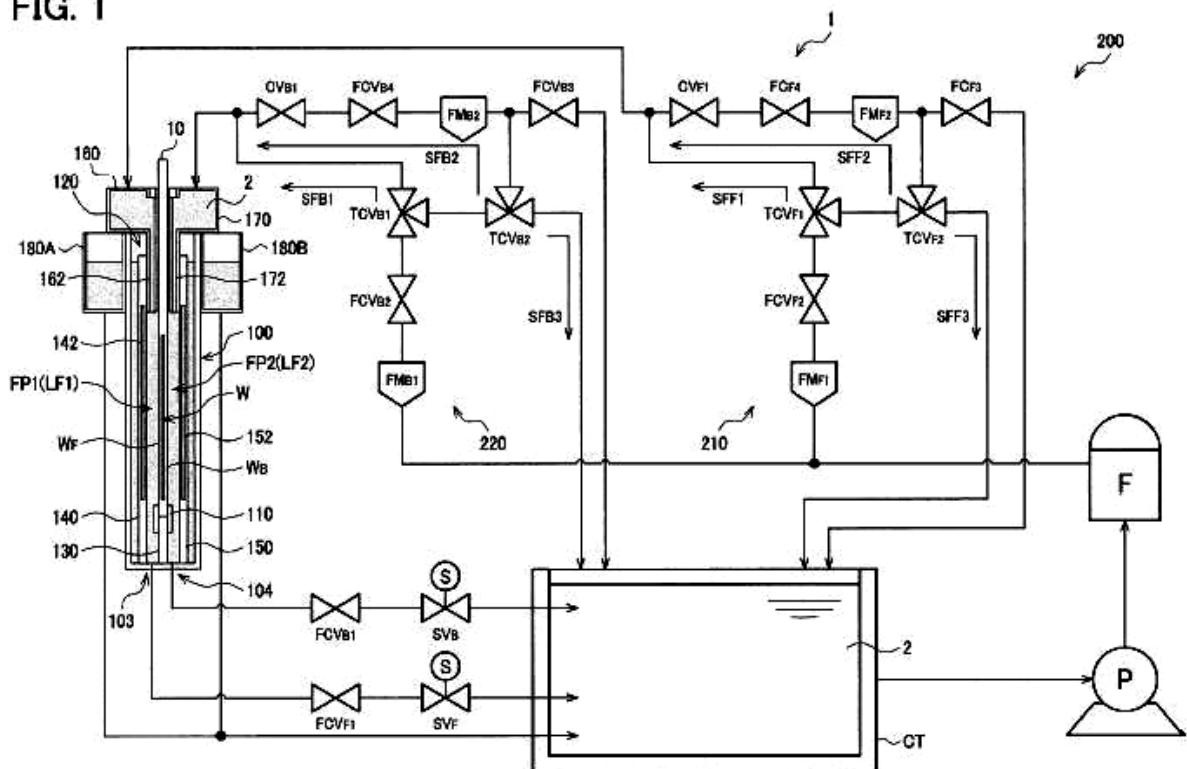 FIG. 1
1
200
CVB1
FCVB4
FMB2
FCVB3
CVF1
FCF4
FMF2
FCF3
10
160
120
2
170
180A
180B
162
172
SFB2
SFB1
TCVB1
TCVB2
SFF2
SFF1
TCVF1
TCVF2
FCVB2
SFB3
FCVF2
SFF3
142
100
FP1(LF1)
FP2(LF2)
W
FMB1
FMF1
WF
152
WB
220
210
F
140
110
130
150
103
104
S
FCVB1
SVB
2
S
FCVF1
SVF
P
CT